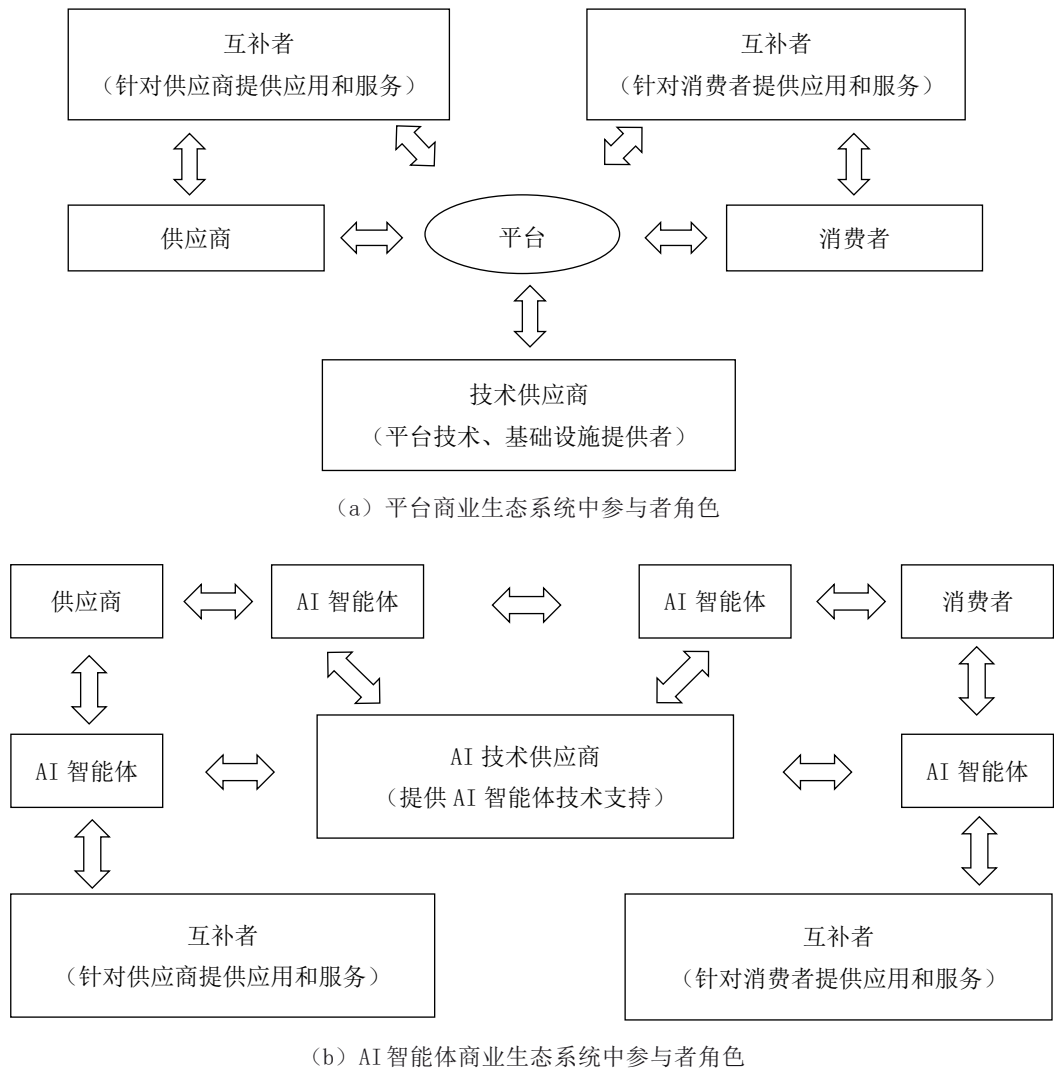 互补者
（针对供应商提供应用和服务）
互补者
（针对消费者提供应用和服务）
供应商
平台
消费者
技术供应商
（平台技术、基础设施提供者）
（a）平台商业生态系统中参与者角色
供应商
AI 智能体
AI 智能体
消费者
AI 智能体
AI 技术供应商
（提供 AI 智能体技术支持）
AI 智能体
互补者
（针对供应商提供应用和服务）
互补者
（针对消费者提供应用和服务）
（b）AI智能体商业生态系统中参与者角色